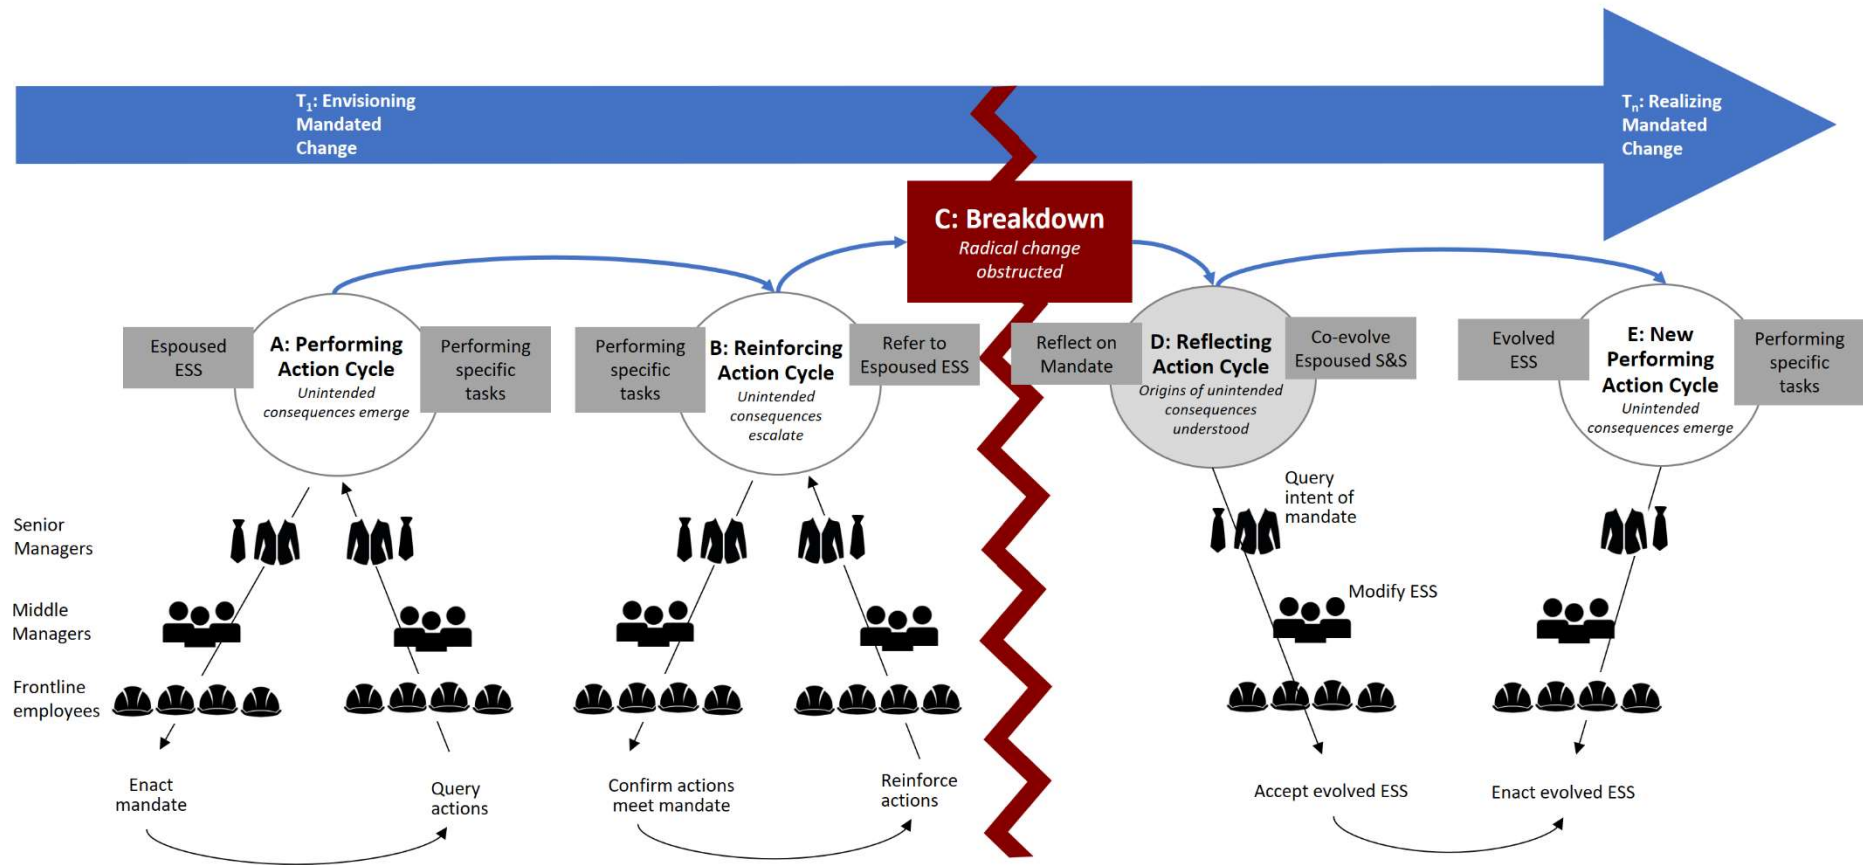 T1: Envisioning
Mandated
Change
Tn: Realizing
Mandated
Change
C: Breakdown
Radical change
obstructed
Espoused
ESS
A: Performing
Action Cycle
Unintended
consequences emerge
Performing
specific
tasks
Performing
specific
tasks
B: Reinforcing
Action Cycle
Unintended
consequences
escalate
Refer to
Espoused ESS
Reflect on
Mandate
D: Reflecting
Action Cycle
Origins of unintended
consequences
understood
Co-evolve
Espoused S&S
Evolved
ESS
E: New
Performing
Action Cycle
Unintended
consequences emerge
Performing
specific
tasks
Senior
Managers
Query
intent of
mandate
Middle
Managers
Modify ESS
Frontline
employees
Enact
mandate
Query
actions
Confirm actions
meet mandate
Reinforce
actions
Accept evolved ESS
Enact evolved ESS